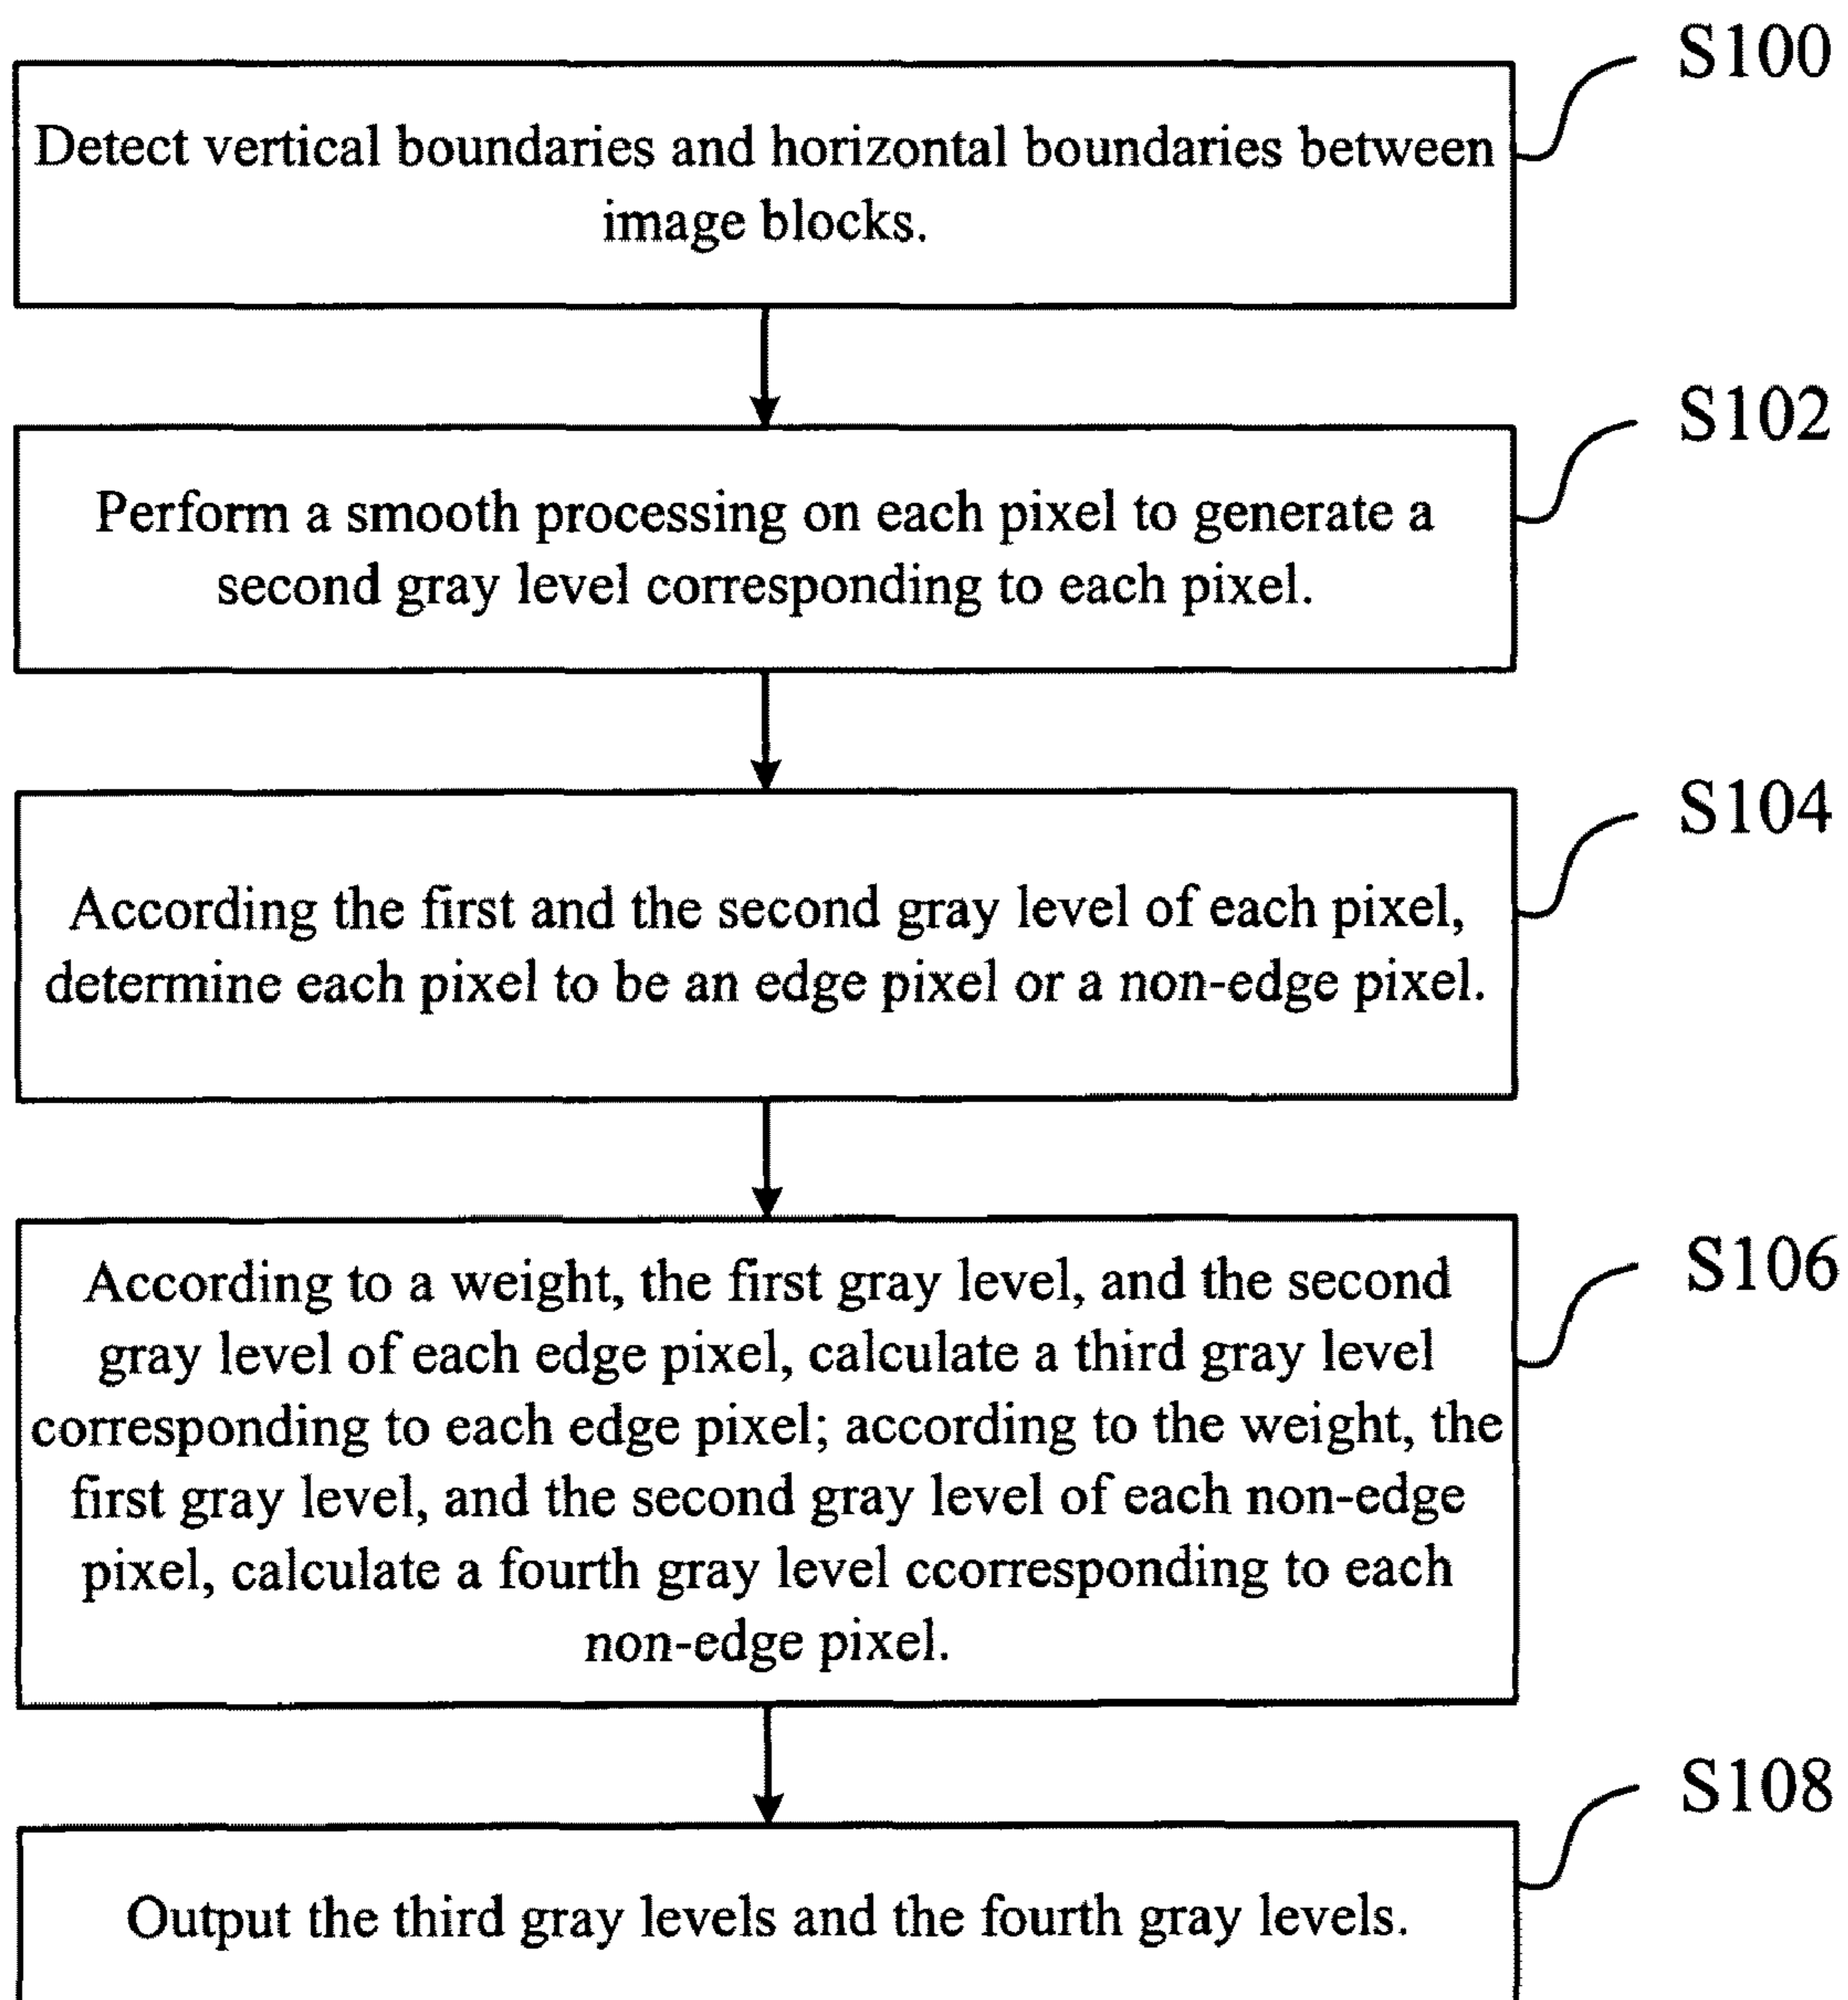 S100
Detect vertical boundaries and horizontal boundaries between
image blocks.
S102
Perform a smooth processing on each pixel to generate a
second gray level corresponding to each pixel.
S104
According the first and the second gray level of each pixel,
determine each pixel to be an edge pixel or a non-edge pixel.
S106
According to a weight, the first gray level, and the second
gray level of each edge pixel, calculate a third gray level
corresponding to each edge pixel; according to the weight, the
first gray level, and the second gray level of each non-edge
pixel, calculate a fourth gray level ccorresponding to each
non-edge pixel.
S108
Output the third gray levels and the fourth gray levels.